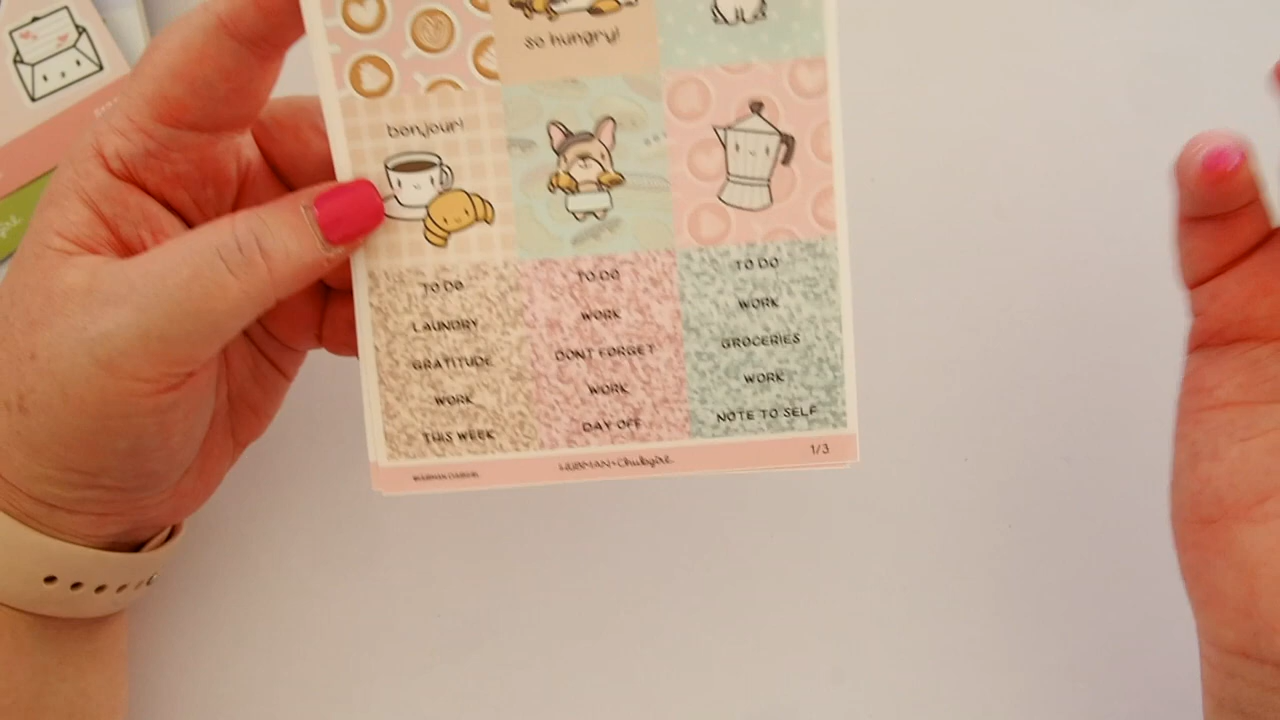 so hungry!
bonjour!
TO DO
LAUNDRY
GRATITUDE
WORK
THIS WEEK
TO DO
WORK
DONT FORGET
WORK
DAY OFF
TO DO
WORK
GROCERIES
WORK
NOTE TO SELF
1/3